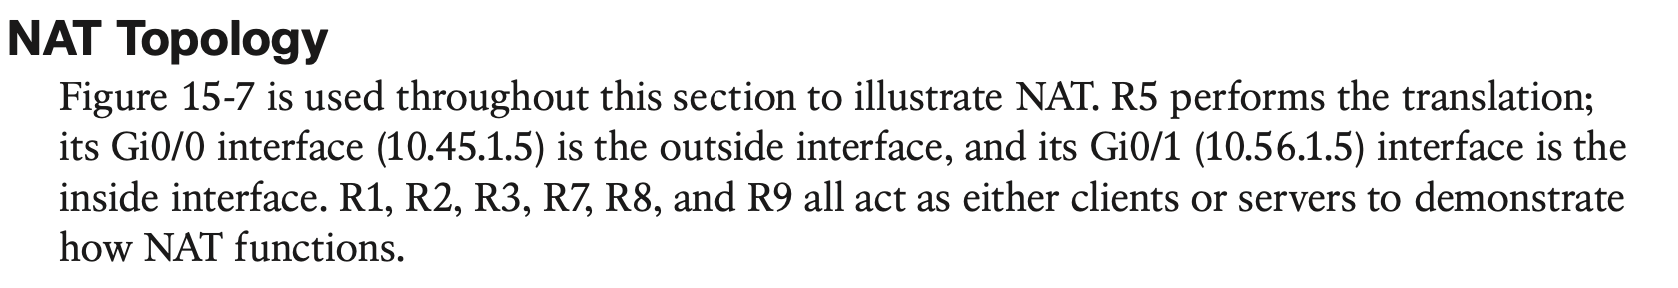 NAT Topology
Figure 15-7 is used throughout this section to illustrate NAT. R5 performs the translation;
its Gi0/0 interface (10.45.1.5) is the outside interface, and its Gi0/1 (10.56.1.5) interface is the
inside interface. R1, R2, R3, R7, R8, and R9 all act as either clients or servers to demonstrate
how NAT functions.